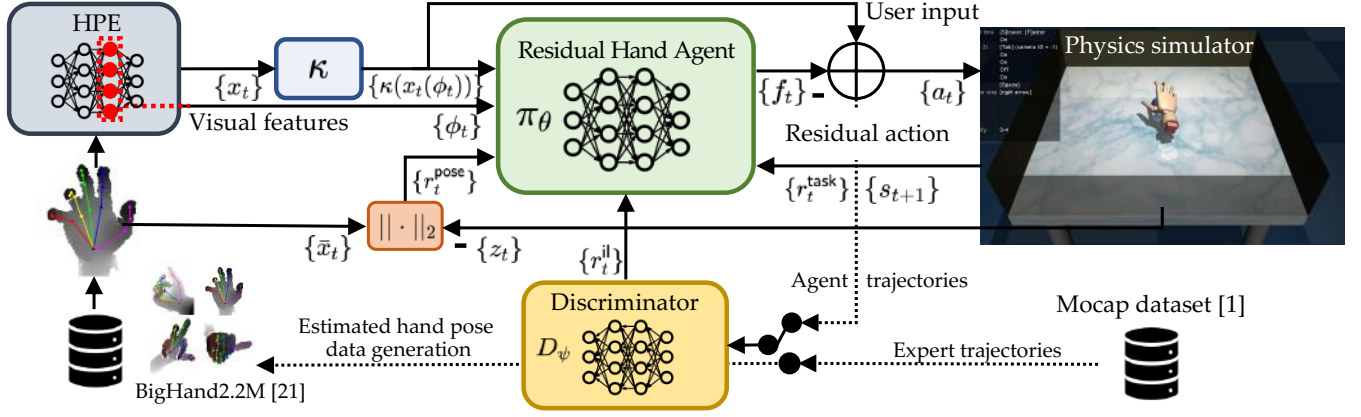 HPE
κ
{x_t}
{κ(x_t(ϕ_t))}
Visual features
{ϕ_t}
Residual Hand Agent
π_θ
User input
{f_t}
-
{a_t}
Residual action
Physics simulator
{r_t^pose}
{r_t^task} {s_{t+1}}
|| · ||_2
{x̄_t}
- {z_t}
{r_t^il}
Discriminator
D_ψ
Agent trajectories
Expert trajectories
Mocap dataset [1]
Estimated hand pose
data generation
BigHand2.2M [21]